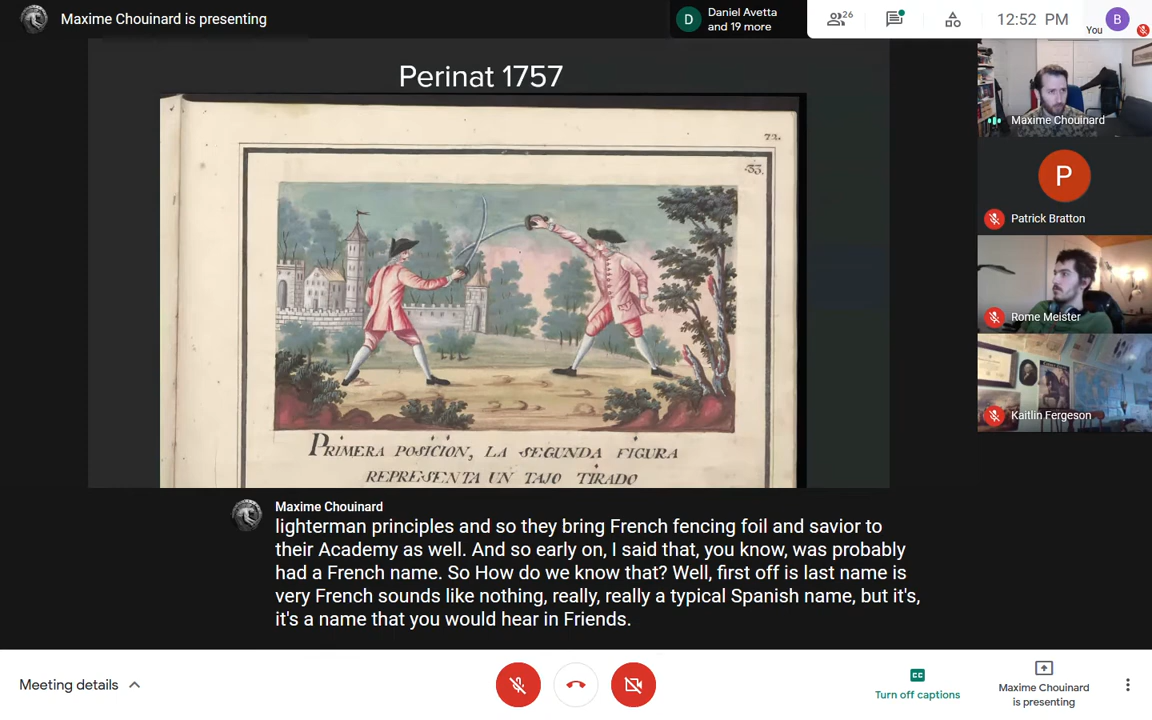 Maxime Chouinard is presenting
D
Daniel Avetta
and 19 more
26
12:52 PM
You
B
Perinat 1757
72.
33.
PRIMERA POSICION, LA SEGUNDA FIGURA
REPRESENTA UN TAJO TIRADO
Maxime Chouinard
P
Patrick Bratton
Rome Meister
Kaitlin Fergeson
Maxime Chouinard
lighterman principles and so they bring French fencing foil and savior to
their Academy as well. And so early on, I said that, you know, was probably
had a French name. So How do we know that? Well, first off is last name is
very French sounds like nothing, really, really a typical Spanish name, but it's,
it's a name that you would hear in Friends.
Meeting details
CC
Turn off captions
Maxime Chouinard
is presenting